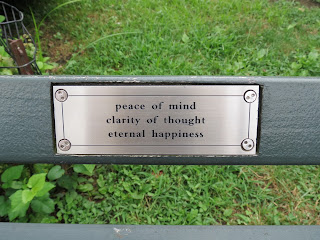 peace of mind
clarity of thought
eternal happiness